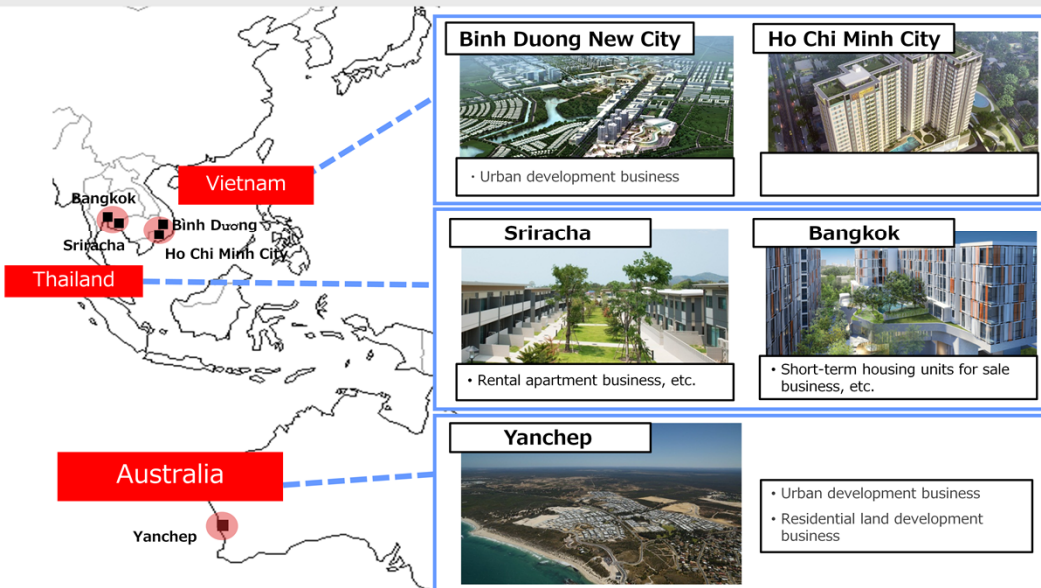 Binh Duong New City
Ho Chi Minh City
· Urban development business
Vietnam
Bangkok
Sriracha
Bình Dương
Ho Chi Minh City
Thailand
Sriracha
Bangkok
• Rental apartment business, etc.
• Short-term housing units for sale
business, etc.
Australia
Yanchep
Yanchep
• Urban development business
• Residential land development
business